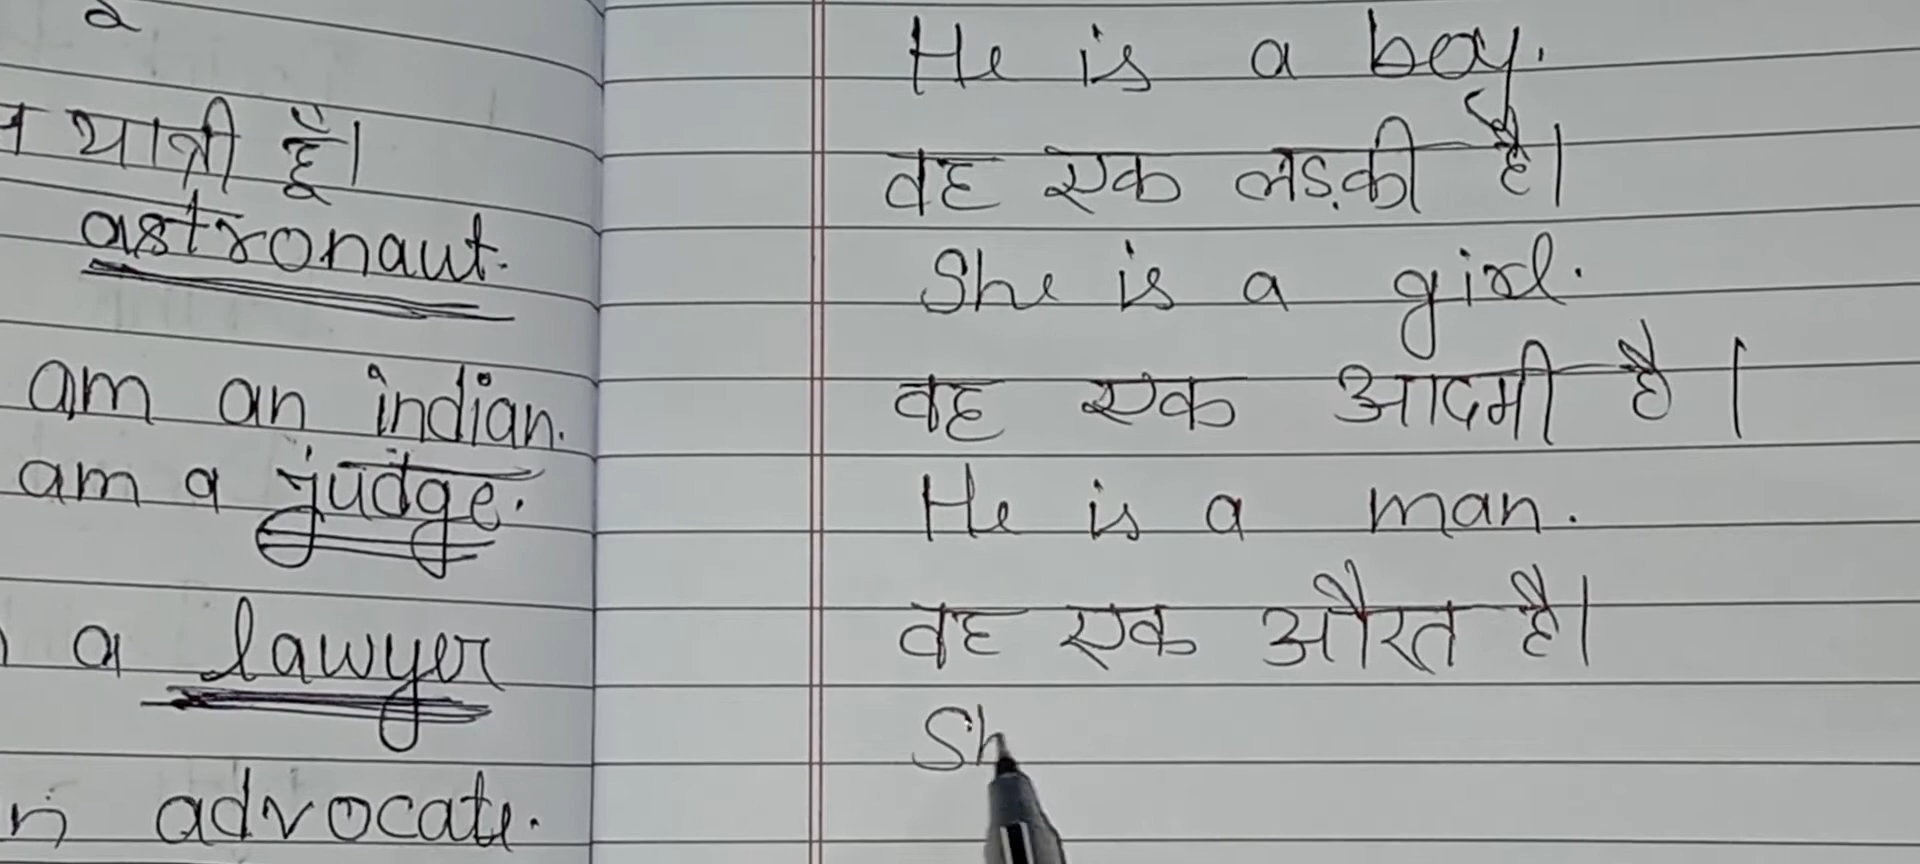 a
यात्री हूँ।
astronaut.
am an indian.
am a judge.
a lawyer
advocate.
He is a boy.
वह एक लड़की है।
She is a girl.
वह एक आदमी है।
He is a man.
वह एक औरत है।
Sh